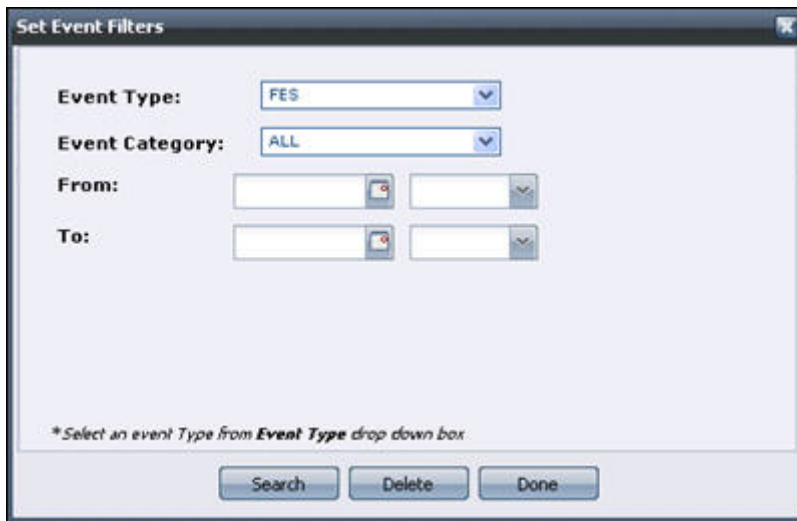 Set Event Filters
Event Type: FES
Event Category: ALL
From:
To:
*Select an event Type from Event Type drop down box
Search Delete Done